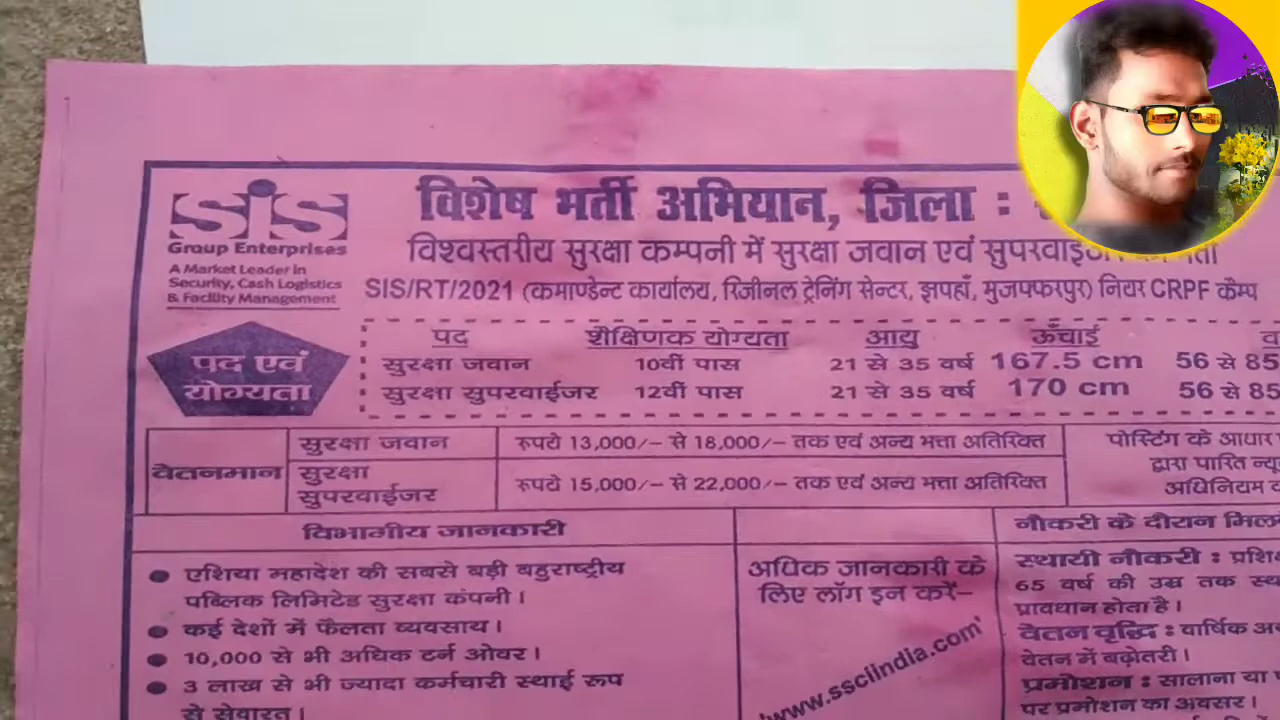 SIS
Group Enterprises
A Market Leader in
Security, Cash Logistics
& Facility Management
विशेष भर्ती अभियान, जिला :
विश्वस्तरीय सुरक्षा कम्पनी में सुरक्षा जवान एवं
SIS/RT/2021 (कमाण्डेन्ट कार्यालय, रिजीनल ट्रेनिंग सेन्टर, झपहाँ, मुजफ्फरपुर) नियर CRPF कैम्प
पद एवं
योग्यता
पद शैक्षिणक योग्यता आयु ऊँचाई
सुरक्षा जवान 10वीं पास 21 से 35 वर्ष 167.5 cm 56 से 85
सुरक्षा सुपरवाईजर 12वीं पास 21 से 35 वर्ष 170 cm 56 से 85
वेतनमान
सुरक्षा जवान
रूपये 13,000/- से 18,000/- तक एवं अन्य भत्ता अतिरिक्त
सुरक्षा
सुपरवाईजर
रूपये 15,000/- से 22,000/- तक एवं अन्य भत्ता अतिरिक्त
पोस्टिंग के आधार
द्वारा पारित
अधिनियम
विभागीय जानकारी
एशिया महादेश की सबसे बड़ी बहुराष्ट्रीय
पब्लिक लिमिटेड सुरक्षा कंपनी।
कई देशों में फैलता व्यवसाय।
10,000 से भी अधिक टर्न ओवर।
3 लाख से भी ज्यादा कर्मचारी स्थाई रूप
से सेवारत।
अधिक जानकारी के
लिए लॉग इन करें–
'www.ssciindia.com'
नौकरी के दौरान
स्थायी नौकरी :
65 वर्ष की उम्र तक
प्रावधान होता है।
वेतन वृद्धि : वार्षिक
वेतन में बढ़ोतरी।
प्रमोशन : सालाना या
पर प्रमोशन का अवसर।